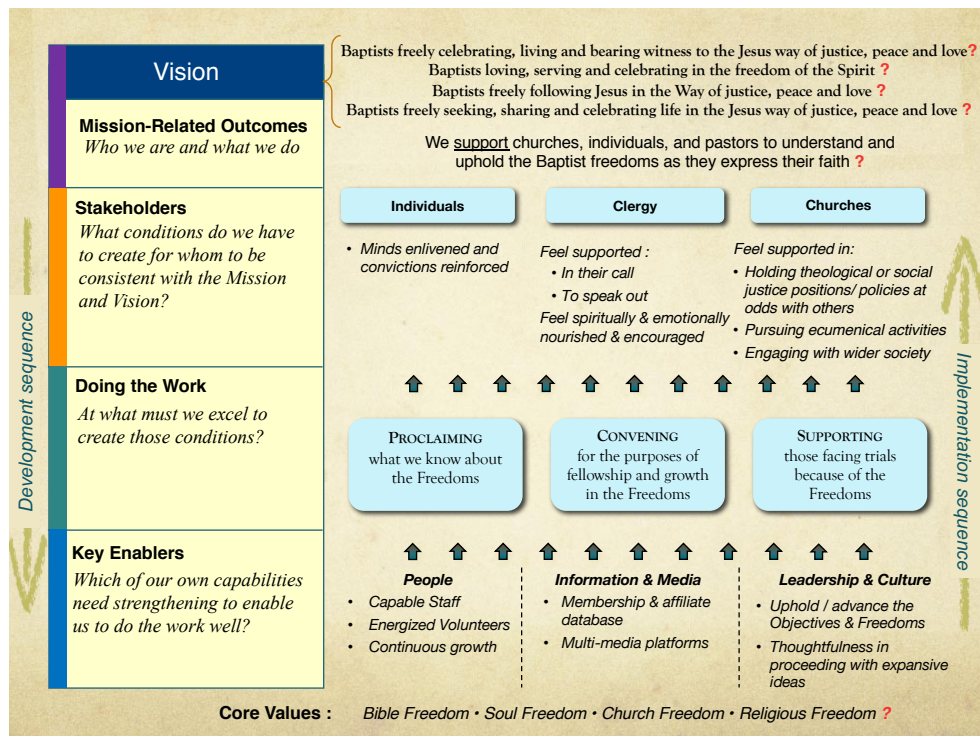 Vision
Baptists freely celebrating, living and bearing witness to the Jesus way of justice, peace and love?
Baptists loving, serving and celebrating in the freedom of the Spirit ?
Baptists freely following Jesus in the Way of justice, peace and love ?
Baptists freely seeking, sharing and celebrating life in the Jesus way of justice, peace and love ?
Mission-Related Outcomes
Who we are and what we do
We support churches, individuals, and pastors to understand and
uphold the Baptist freedoms as they express their faith ?
Stakeholders
What conditions do we have
to create for whom to be
consistent with the Mission
and Vision?
Individuals
• Minds enlivened and
convictions reinforced
Clergy
Feel supported :
• In their call
• To speak out
Feel spiritually & emotionally
nourished & encouraged
Churches
Feel supported in:
• Holding theological or social
justice positions/ policies at
odds with others
• Pursuing ecumenical activities
• Engaging with wider society
Doing the Work
At what must we excel to
create those conditions?
PROCLAIMING
what we know about
the Freedoms
CONVENING
for the purposes of
fellowship and growth
in the Freedoms
SUPPORTING
those facing trials
because of the
Freedoms
Key Enablers
Which of our own capabilities
need strengthening to enable
us to do the work well?
People
• Capable Staff
• Energized Volunteers
• Continuous growth
Information & Media
• Membership & affiliate
database
• Multi-media platforms
Leadership & Culture
• Uphold / advance the
Objectives & Freedoms
• Thoughtfulness in
proceeding with expansive
ideas
Core Values : Bible Freedom • Soul Freedom • Church Freedom • Religious Freedom ?
Development sequence
Implementation sequence